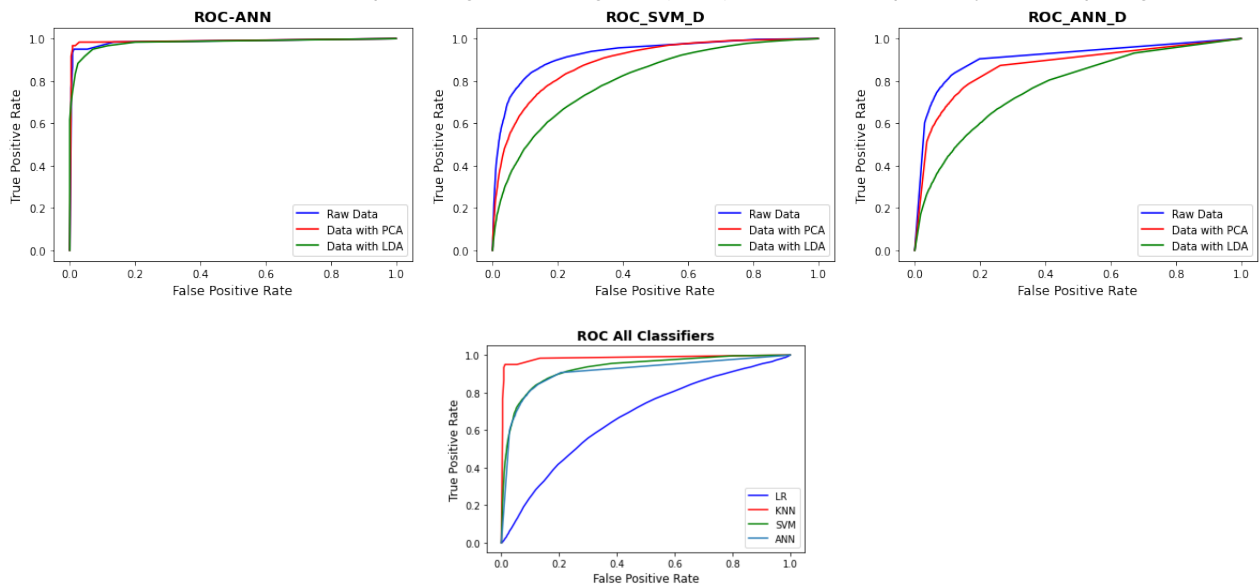 ROC-ANN
True Positive Rate
1.0
0.8
0.6
0.4
0.2
0.0
Raw Data
Data with PCA
Data with LDA
0.0 0.2 0.4 0.6 0.8 1.0
False Positive Rate
ROC_SVM_D
True Positive Rate
1.0
0.8
0.6
0.4
0.2
0.0
Raw Data
Data with PCA
Data with LDA
0.0 0.2 0.4 0.6 0.8 1.0
False Positive Rate
ROC_ANN_D
True Positive Rate
1.0
0.8
0.6
0.4
0.2
0.0
Raw Data
Data with PCA
Data with LDA
0.0 0.2 0.4 0.6 0.8 1.0
False Positive Rate
ROC All Classifiers
True Positive Rate
1.0
0.8
0.6
0.4
0.2
0.0
LR
KNN
SVM
ANN
0.0 0.2 0.4 0.6 0.8 1.0
False Positive Rate